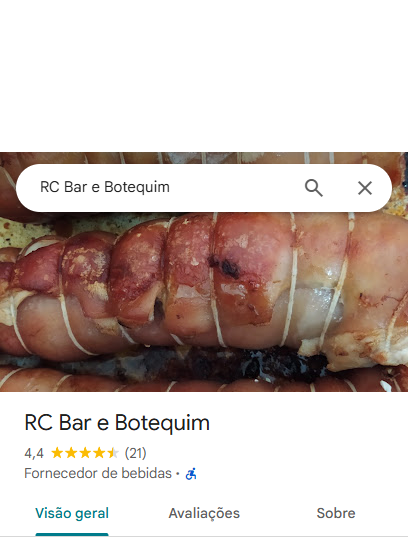 RC Bar e Botequim
RC Bar e Botequim
4,4 (21)
Fornecedor de bebidas ·
Visão geral Avaliações Sobre